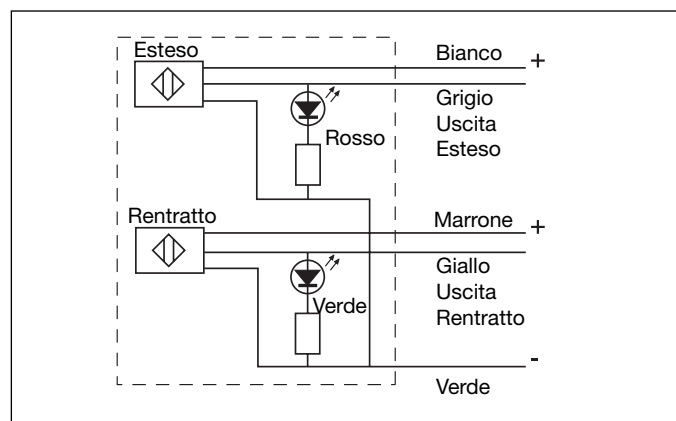 Esteso
Bianco +
Grigio
Uscita
Esteso
Rosso
Rentratto
Marrone +
Giallo
Uscita
Rentratto
Verde
-
Verde